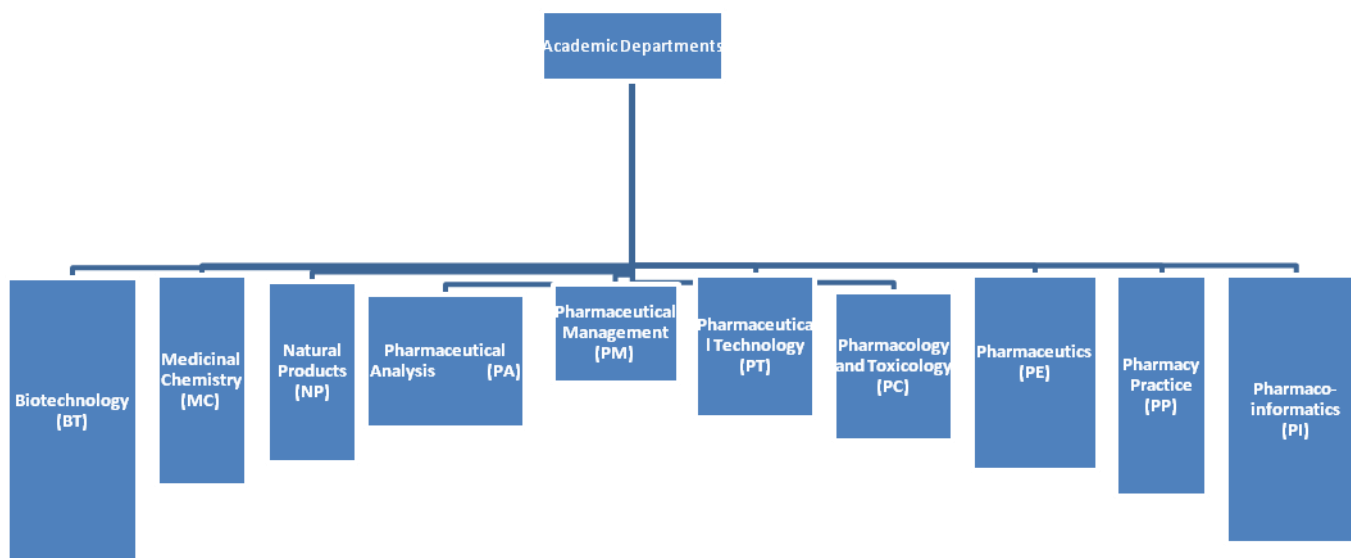 Academic Departments
Biotechnology
(BT)
Medicinal
Chemistry
(MC)
Natural
Products
(NP)
Pharmaceutical
Analysis (PA)
Pharmaceutical
Management
(PM)
Pharmaceutica
l Technology
(PT)
Pharmacology
and Toxicology
(PC)
Pharmaceutics
(PE)
Pharmacy
Practice
(PP)
Pharmaco-
informatics
(PI)